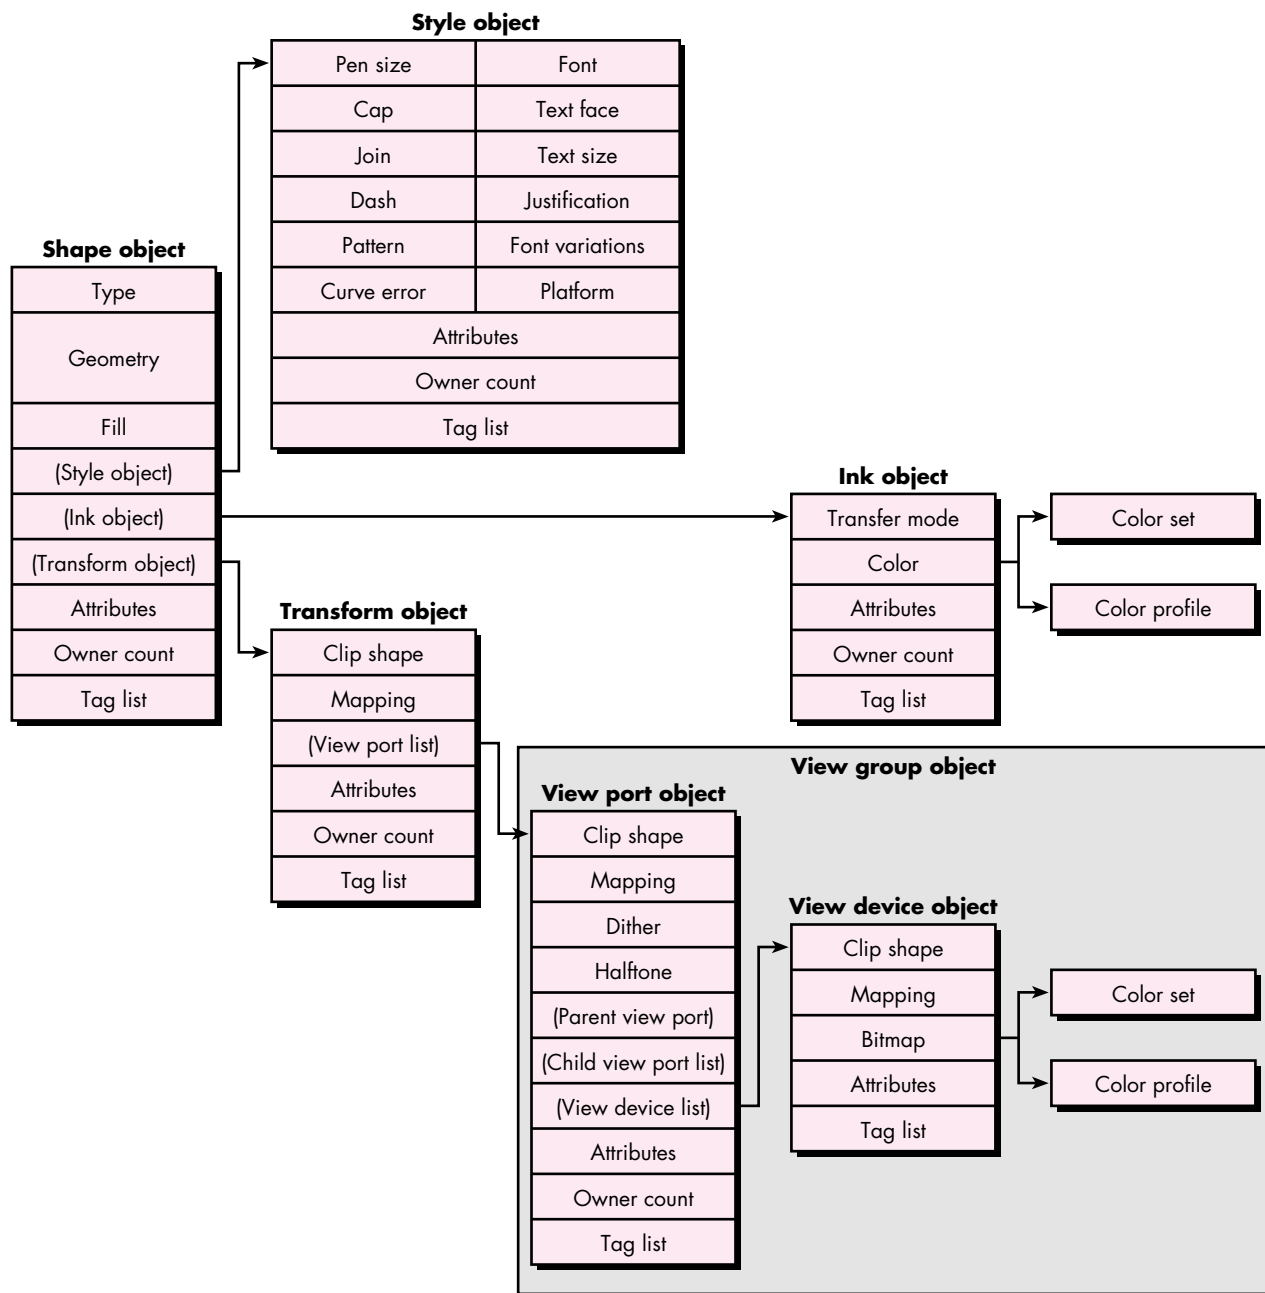 Style object
Pen size
Font
Cap
Text face
Join
Text size
Dash
Justification
Pattern
Font variations
Curve error
Platform
Attributes
Owner count
Tag list
Shape object
Type
Geometry
Fill
(Style object)
(Ink object)
(Transform object)
Attributes
Owner count
Tag list
Ink object
Transfer mode
Color
Attributes
Owner count
Tag list
Color set
Color profile
Transform object
Clip shape
Mapping
(View port list)
Attributes
Owner count
Tag list
View group object
View port object
Clip shape
Mapping
Dither
Halftone
(Parent view port)
(Child view port list)
(View device list)
Attributes
Owner count
Tag list
View device object
Clip shape
Mapping
Bitmap
Attributes
Tag list
Color set
Color profile